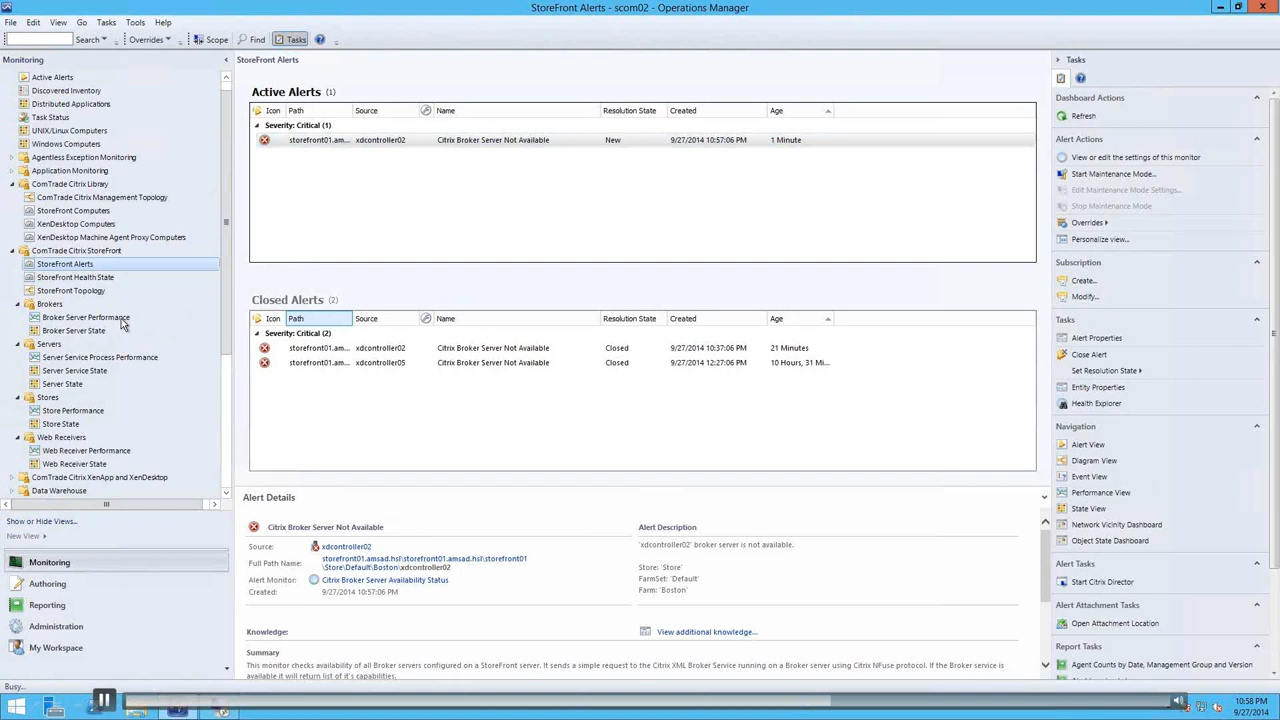 StoreFront Alerts - scom02 - Operations Manager
File Edit View Go Tasks Tools Help
Search Overrides Scope Find Tasks
Monitoring
Active Alerts
Discovered Inventory
Distributed Applications
Task Status
UNIX/Linux Computers
Windows Computers
Agentless Exception Monitoring
Application Monitoring
ComTrade Citrix Library
ComTrade Citrix Management Topology
StoreFront Computers
XenDesktop Computers
XenDesktop Machine Agent Proxy Computers
ComTrade Citrix StoreFront
StoreFront Alerts
StoreFront Health State
StoreFront Topology
Brokers
Broker Server Performance
Broker Server State
Servers
Server Service Process Performance
Server Service State
Server State
Stores
Store Performance
Store State
Web Receivers
Web Receiver Performance
Web Receiver State
ComTrade Citrix XenApp and XenDesktop
Data Warehouse
Show or Hide Views...
New View
Monitoring
Authoring
Reporting
Administration
My Workspace
Busy...
StoreFront Alerts
Active Alerts (1)
Icon Path Source Name Resolution State Created Age
Severity: Critical (1)
storefront01.am... xdcontroller02 Citrix Broker Server Not Available New 9/27/2014 10:57:06 PM 1 Minute
Closed Alerts (2)
Icon Path Source Name Resolution State Created Age
Severity: Critical (2)
storefront01.am... xdcontroller02 Citrix Broker Server Not Available Closed 9/27/2014 10:37:06 PM 21 Minutes
storefront01.am... xdcontroller05 Citrix Broker Server Not Available Closed 9/27/2014 12:27:06 PM 10 Hours, 31 Mi...
Alert Details
Citrix Broker Server Not Available
Source: xdcontroller02
Full Path Name: storefront01.amsad.hsl\storefront01.amsad.hsl\storefront01
\Store\Default\Boston\xdcontroller02
Alert Monitor: Citrix Broker Server Availability Status
Created: 9/27/2014 10:57:06 PM
Alert Description
'xdcontroller02' broker server is not available.
Store: 'Store'
FarmSet: 'Default'
Farm: 'Boston'
Knowledge: View additional knowledge...
Summary
This monitor checks availability of all Broker servers configured on a StoreFront server. It sends a simple request to the Citrix XML Broker Service running on a Broker server using Citrix NFuse protocol. If the Broker service is
available it will return list of it's capabilities.
Tasks
Dashboard Actions
Refresh
Alert Actions
View or edit the settings of this monitor
Start Maintenance Mode...
Edit Maintenance Mode Settings...
Stop Maintenance Mode
Overrides
Personalize view...
Subscription
Create...
Modify...
Tasks
Alert Properties
Close Alert
Set Resolution State
Entity Properties
Health Explorer
Navigation
Alert View
Diagram View
Event View
Performance View
State View
Network Vicinity Dashboard
Object State Dashboard
Alert Tasks
Start Citrix Director
Alert Attachment Tasks
Open Attachment Location
Report Tasks
Agent Counts by Date, Management Group and Version
10:58 PM
9/27/2014